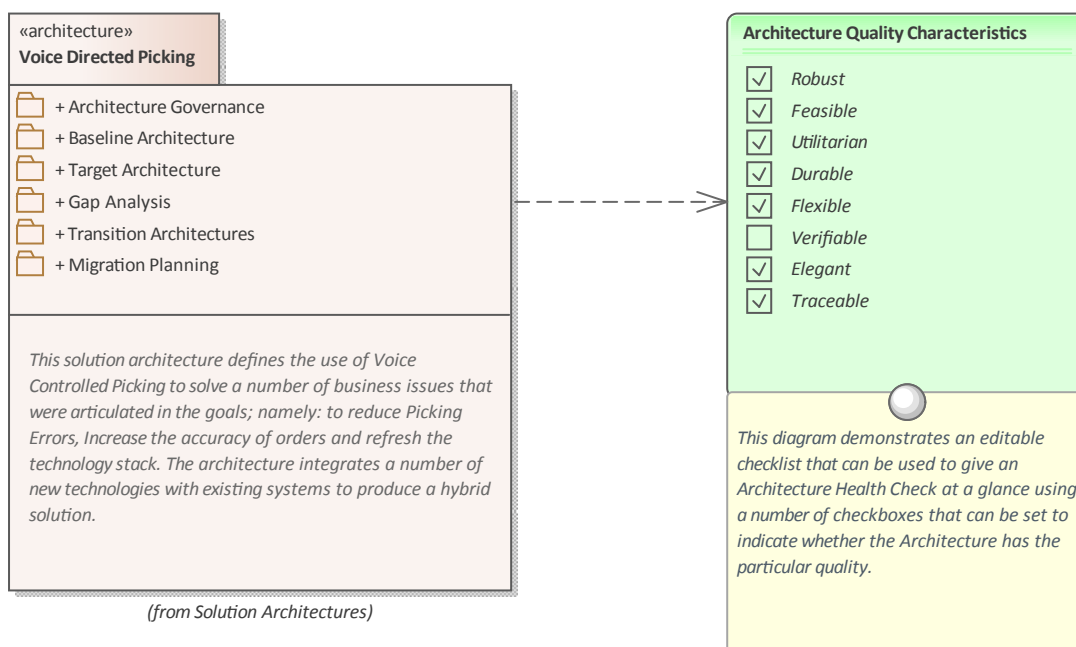 «architecture»
Voice Directed Picking
+ Architecture Governance
+ Baseline Architecture
+ Target Architecture
+ Gap Analysis
+ Transition Architectures
+ Migration Planning
This solution architecture defines the use of Voice
Controlled Picking to solve a number of business issues that
were articulated in the goals; namely: to reduce Picking
Errors, Increase the accuracy of orders and refresh the
technology stack. The architecture integrates a number of
new technologies with existing systems to produce a hybrid
solution.
(from Solution Architectures)
Architecture Quality Characteristics
Robust
Feasible
Utilitarian
Durable
Flexible
Verifiable
Elegant
Traceable
This diagram demonstrates an editable
checklist that can be used to give an
Architecture Health Check at a glance using
a number of checkboxes that can be set to
indicate whether the Architecture has the
particular quality.